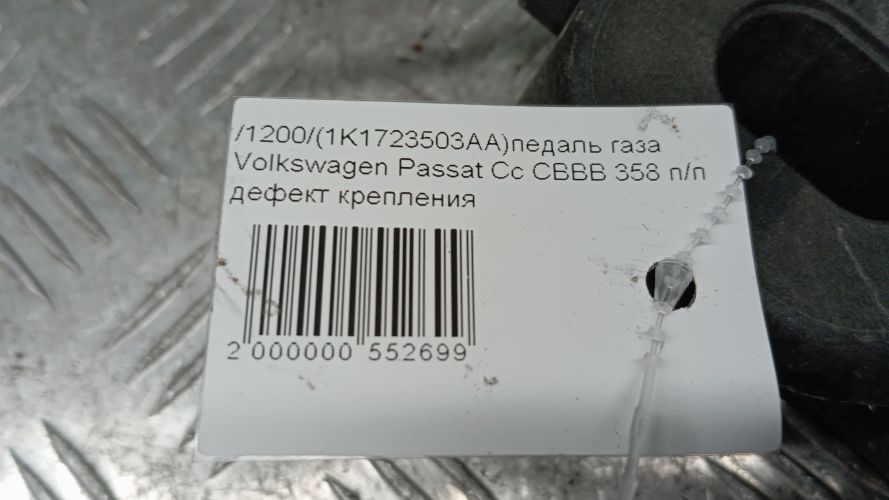 /1200/(1K1723503AA)педаль газа
Volkswagen Passat Cc CBBB 358 п/п
дефект крепления
2 000000 552699